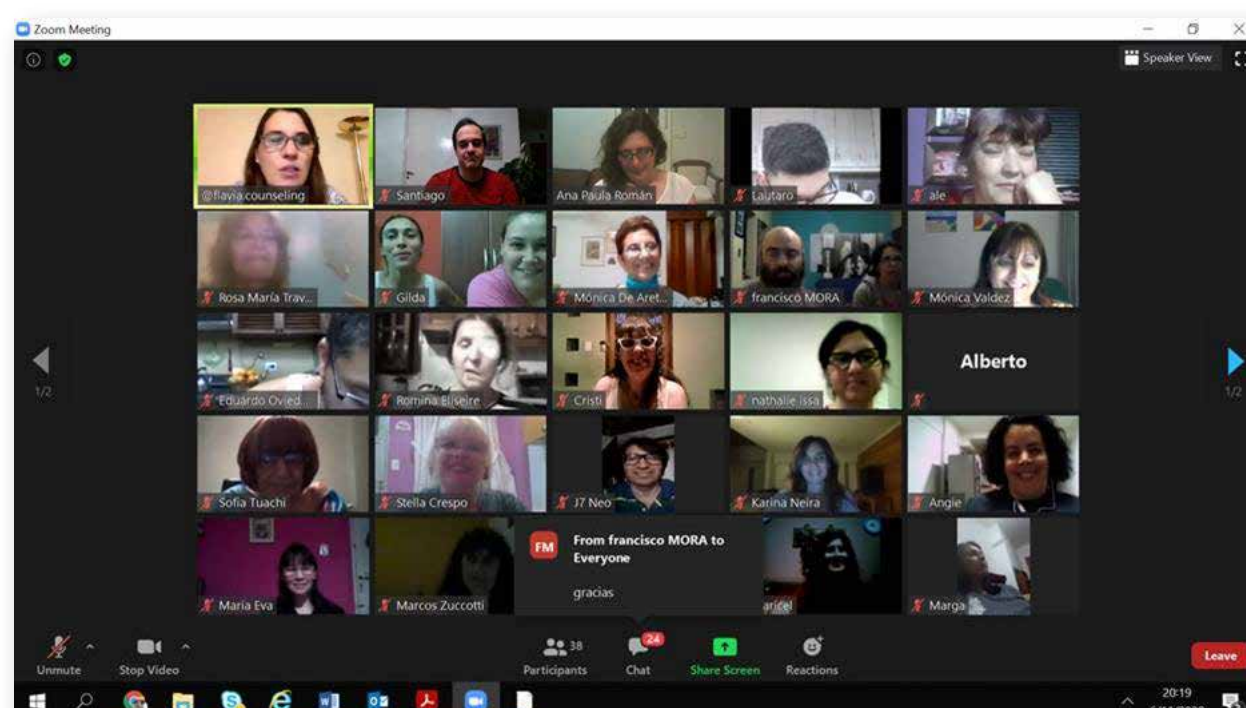 Zoom Meeting
Speaker View
@flavia.counseling
Santiago
Ana Paula Román
Lautaro
ale
Rosa María Trav...
Gilda
Mónica De Aret...
francisco MORA
Mónica Valdez
1/2
Eduardo Ovied...
Romina Eliseire
Cristi
nathalie issa
Alberto
1/2
Sofia Tuachi
Stella Crespo
J7 Neo
Karina Neira
Angie
FM
From francisco MORA to
Everyone
gracias
María Eva
Marcos Zuccotti
aricel
Marga
Unmute
Stop Video
38
Participants
24
Chat
Share Screen
Reactions
Leave
20:19